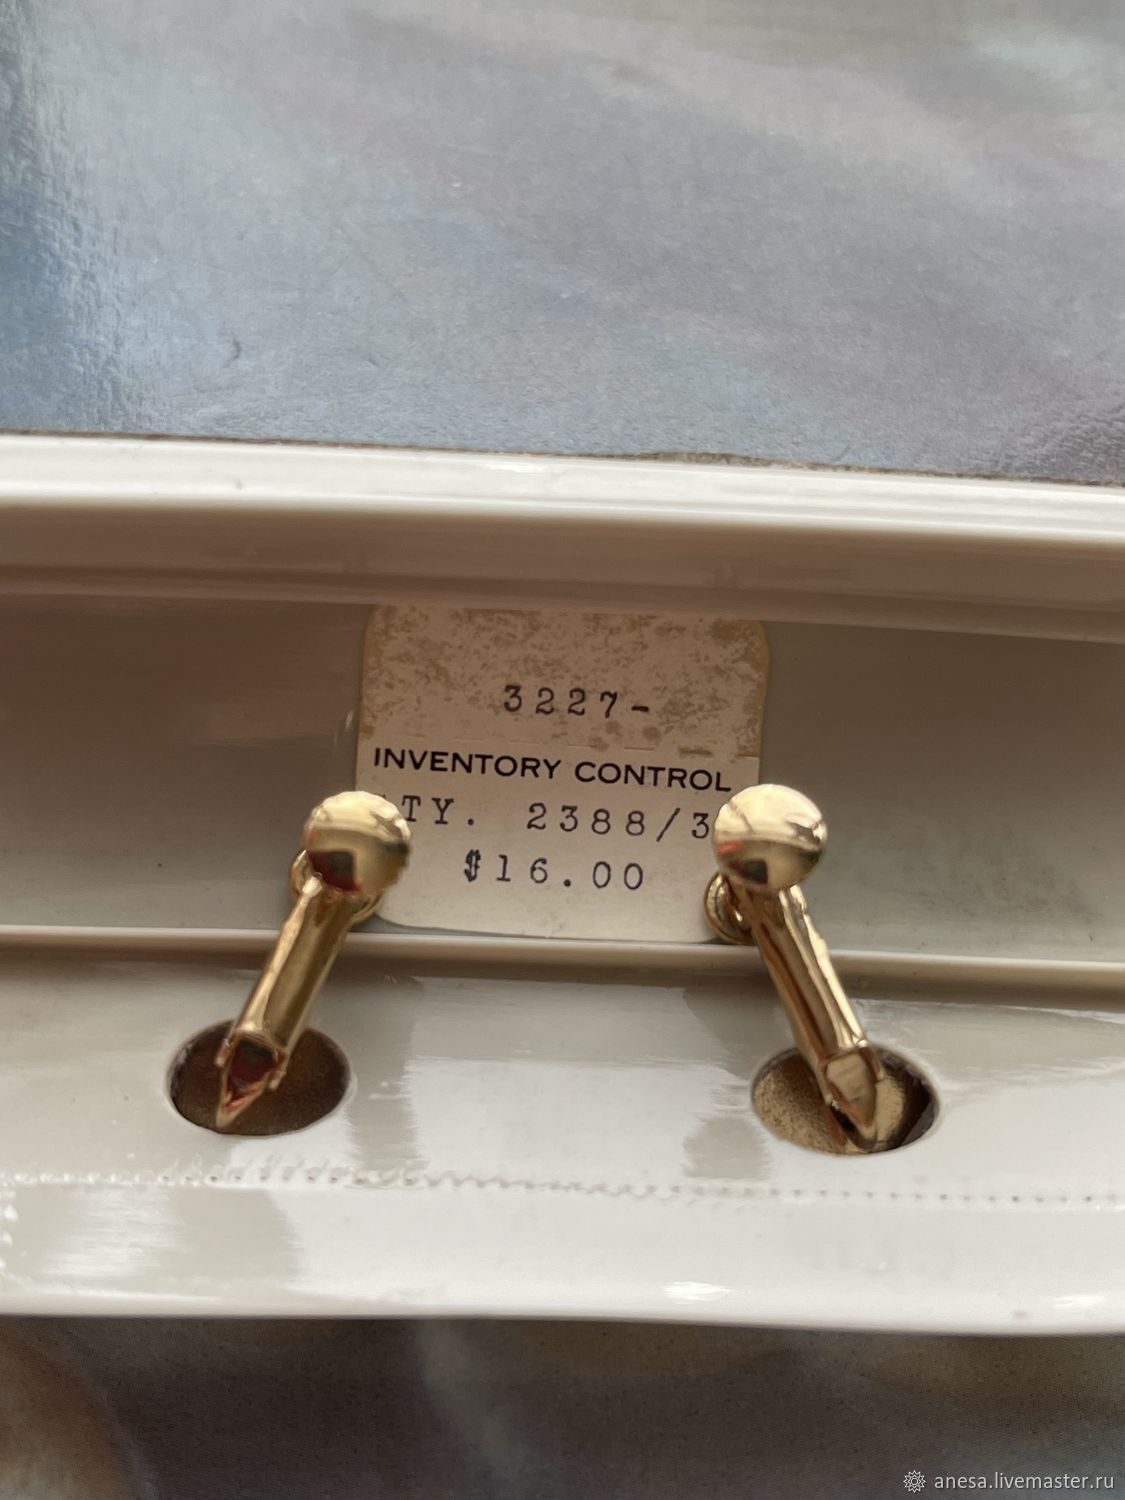 3227-
INVENTORY CONTROL
TY. 2388/3
$16.00
anesa.livemaster.ru